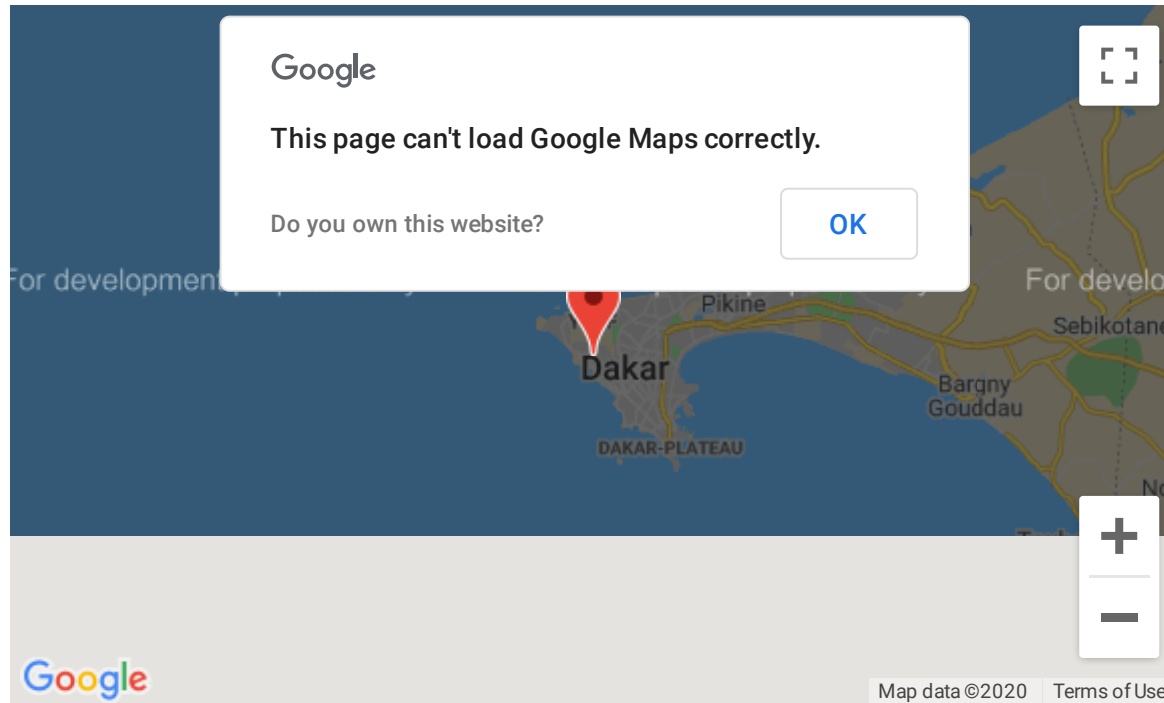 Google
This page can't load Google Maps correctly.
Do you own this website?
OK
For development
For develo
Pikine
Sebikotane
Dakar
Bargny
Gouddau
DAKAR-PLATEAU
No
Google
Map data ©2020
Terms of Use